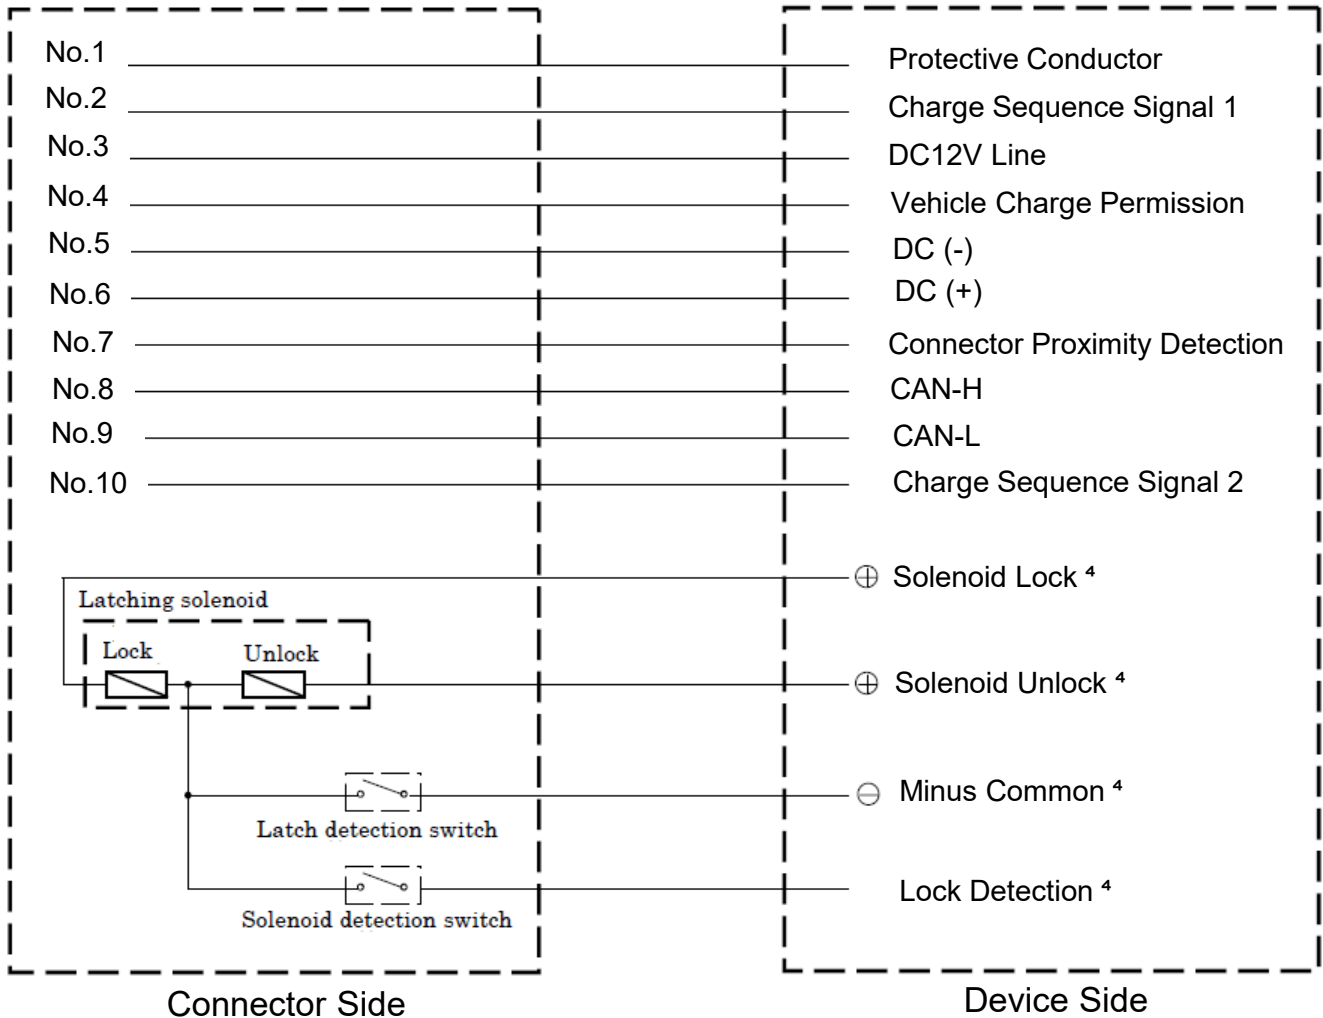 No.1 Protective Conductor
No.2 Charge Sequence Signal 1
No.3 DC12V Line
No.4 Vehicle Charge Permission
No.5 DC (-)
No.6 DC (+)
No.7 Connector Proximity Detection
No.8 CAN-H
No.9 CAN-L
No.10 Charge Sequence Signal 2
Solenoid Lock ⁴
Latching solenoid
Lock Unlock
Solenoid Unlock ⁴
Minus Common ⁴
Latch detection switch
Lock Detection ⁴
Solenoid detection switch
Connector Side
Device Side